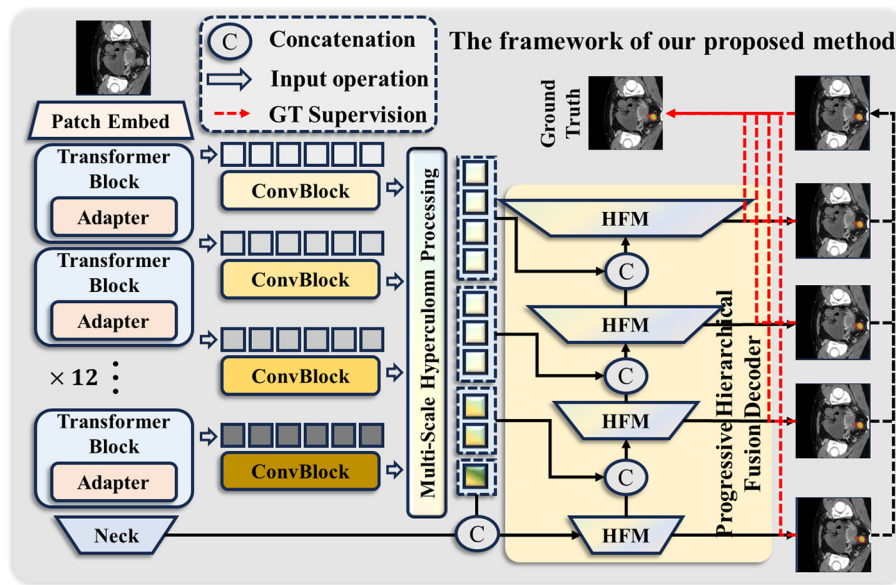 The framework of our proposed method
C Concatenation
Input operation
GT Supervision
Ground
Truth
Patch Embed
Transformer
Block
Adapter
Transformer
Block
Adapter
× 12
Transformer
Block
Adapter
Neck
ConvBlock
ConvBlock
ConvBlock
ConvBlock
Multi-Scale Hyperculomn Processing
HFM
C
HFM
C
HFM
C
HFM
C
Progressive Hierarchical
Fusion Decoder